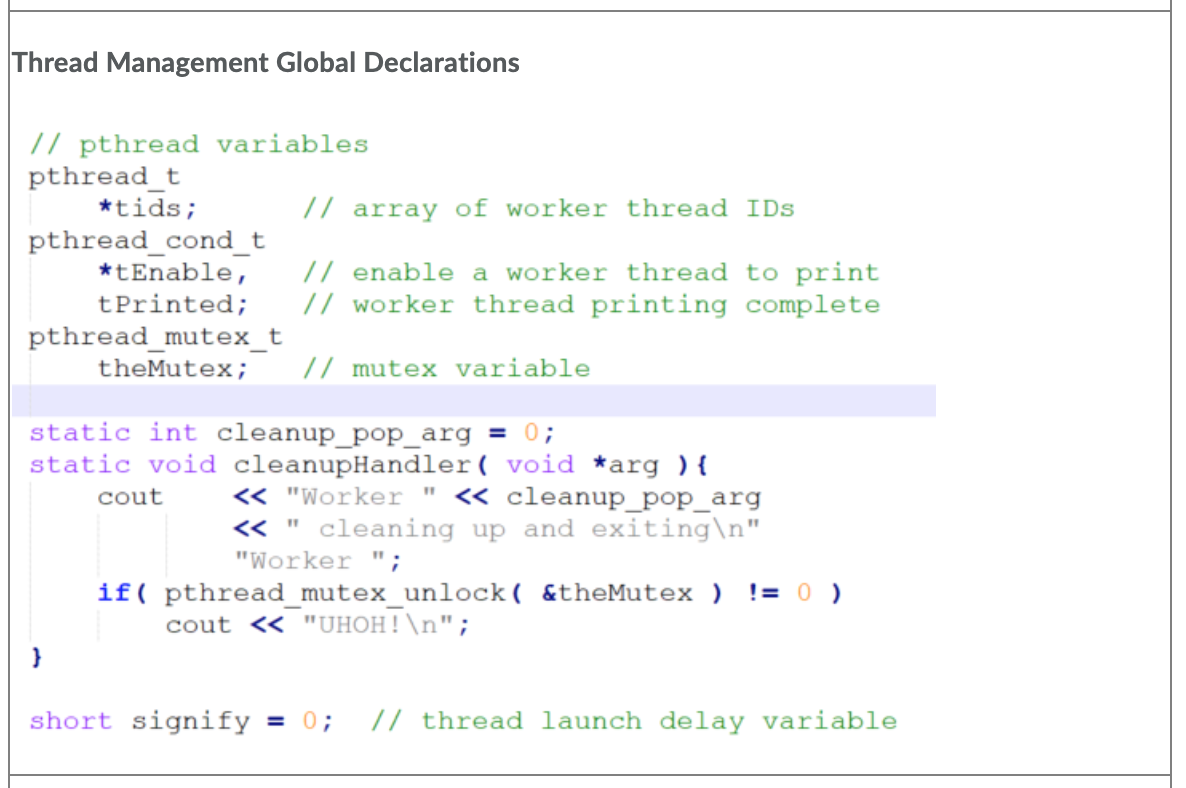 Thread Management Global Declarations
// pthread variables
pthread_t
*tids; // array of worker thread IDs
pthread_cond_t
*tEnable, // enable a worker thread to print
tPrinted; // worker thread printing complete
pthread_mutex_t
theMutex; // mutex variable
static int cleanup_pop_arg = 0;
static void cleanupHandler( void *arg ){
cout << "Worker " << cleanup_pop_arg
<< " cleaning up and exiting\n"
"Worker ";
if( pthread_mutex_unlock( &theMutex ) != 0 )
cout << "UHOH!\n";
}
short signify = 0; // thread launch delay variable